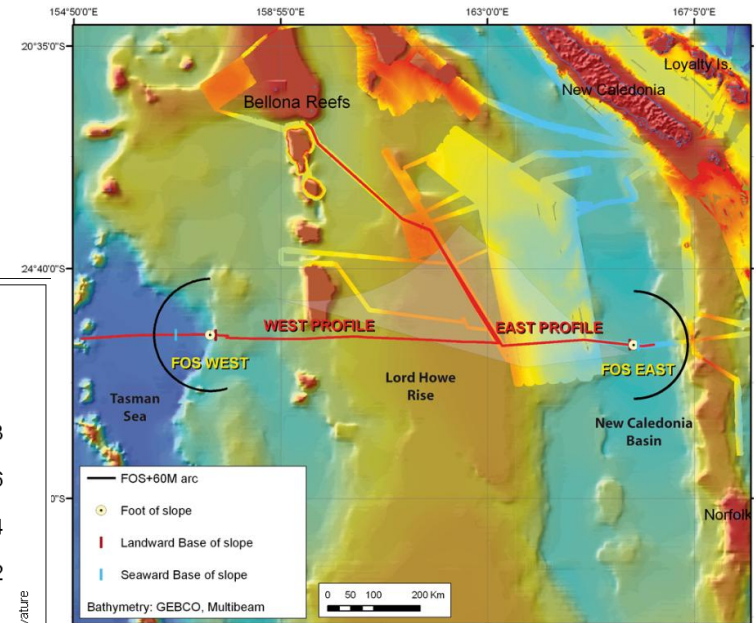 154°50'0"E
158°55'0"E
163°0'0"E
167°5'0"E
20°35'0"S
Loyalty Is.
New Caledonia
Bellona Reefs
24°40'0"S
WEST PROFILE
EAST PROFILE
FOS WEST
FOS EAST
Lord Howe
Rise
Tasman
Sea
New Caledonia
Basin
0"S
Norfolk
FOS+60M arc
Foot of slope
Landward Base of slope
Seaward Base of slope
Bathymetry: GEBCO, Multibeam
0 50 100 200 Km